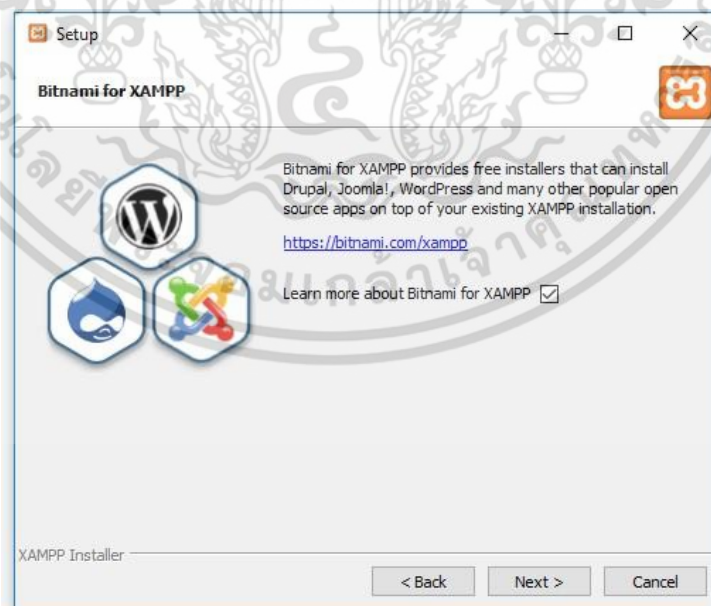 Setup
Bitnami for XAMPP
Bitnami for XAMPP provides free installers that can install
Drupal, Joomla!, WordPress and many other popular open
source apps on top of your existing XAMPP installation.
https://bitnami.com/xampp
Learn more about Bitnami for XAMPP
XAMPP Installer
< Back
Next >
Cancel